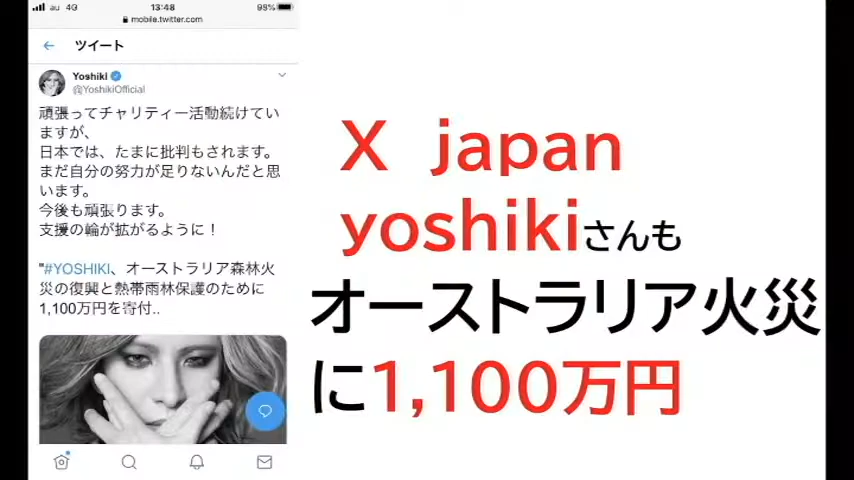 au 4G 13:48 98%
mobile.twitter.com
ツイート
Yoshiki
@YoshikiOfficial
頑張ってチャリティー活動続けてい
ますが、
日本では、たまに批判もされます。
まだ自分の努力が足りないんだと思
います。
今後も頑張ります。
支援の輪が拡がるように！
"#YOSHIKI、オーストラリア森林火
災の復興と熱帯雨林保護のために
1,100万円を寄付..
X japan
yoshikiさんも
オーストラリア火災
に1,100万円